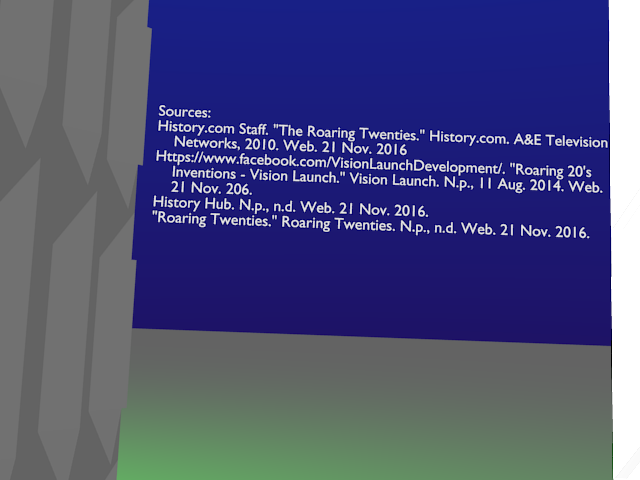 Sources:
History.com Staff. "The Roaring Twenties." History.com. A&E Television
Networks, 2010. Web. 21 Nov. 2016
Https://www.facebook.com/VisionLaunchDevelopment/. "Roaring 20's
Inventions - Vision Launch." Vision Launch. N.p., 11 Aug. 2014. Web.
21 Nov. 206.
History Hub. N.p., n.d. Web. 21 Nov. 2016.
"Roaring Twenties." Roaring Twenties. N.p., n.d. Web. 21 Nov. 2016.